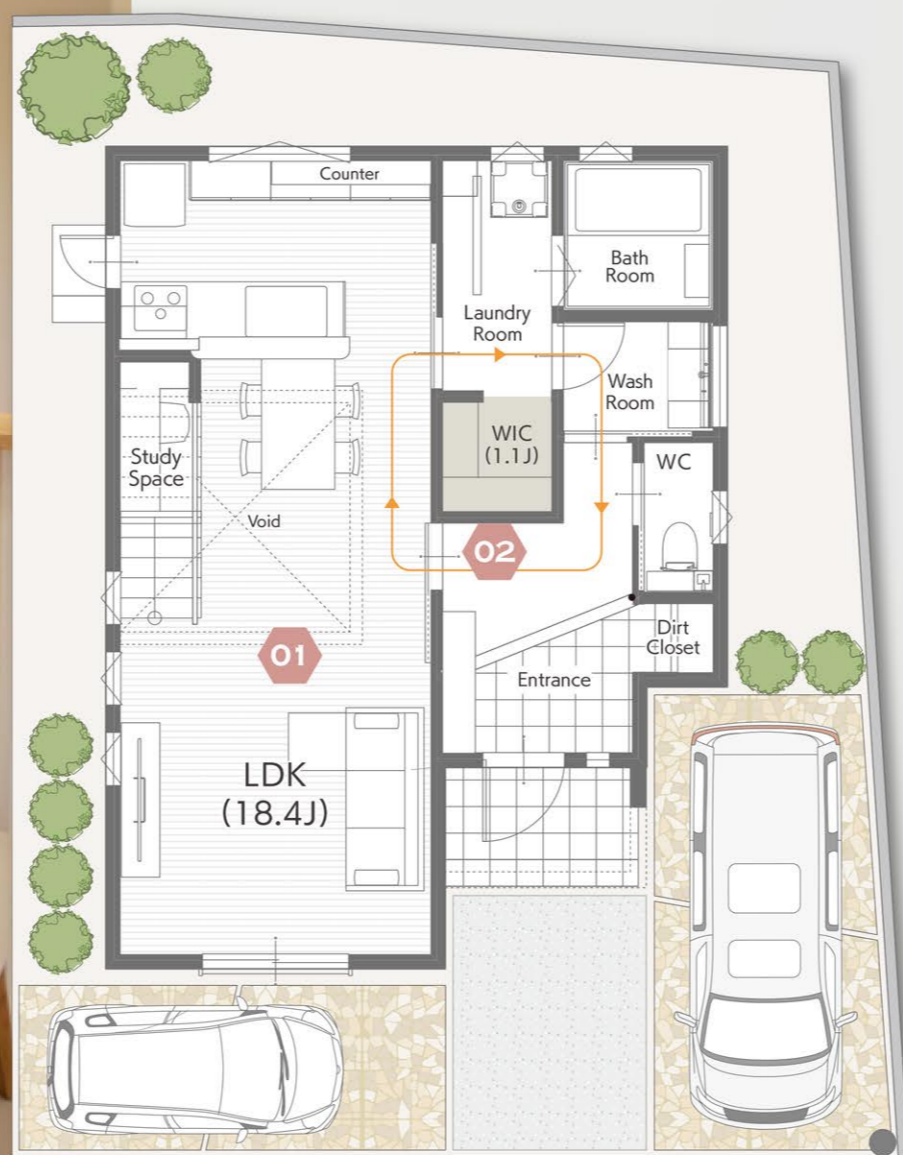 Counter
Bath
Room
Laundry
Room
Wash
Room
WIC
(1.1J)
WC
Study
Space
Void
02
01
Dirt
Closet
Entrance
LDK
(18.4J)